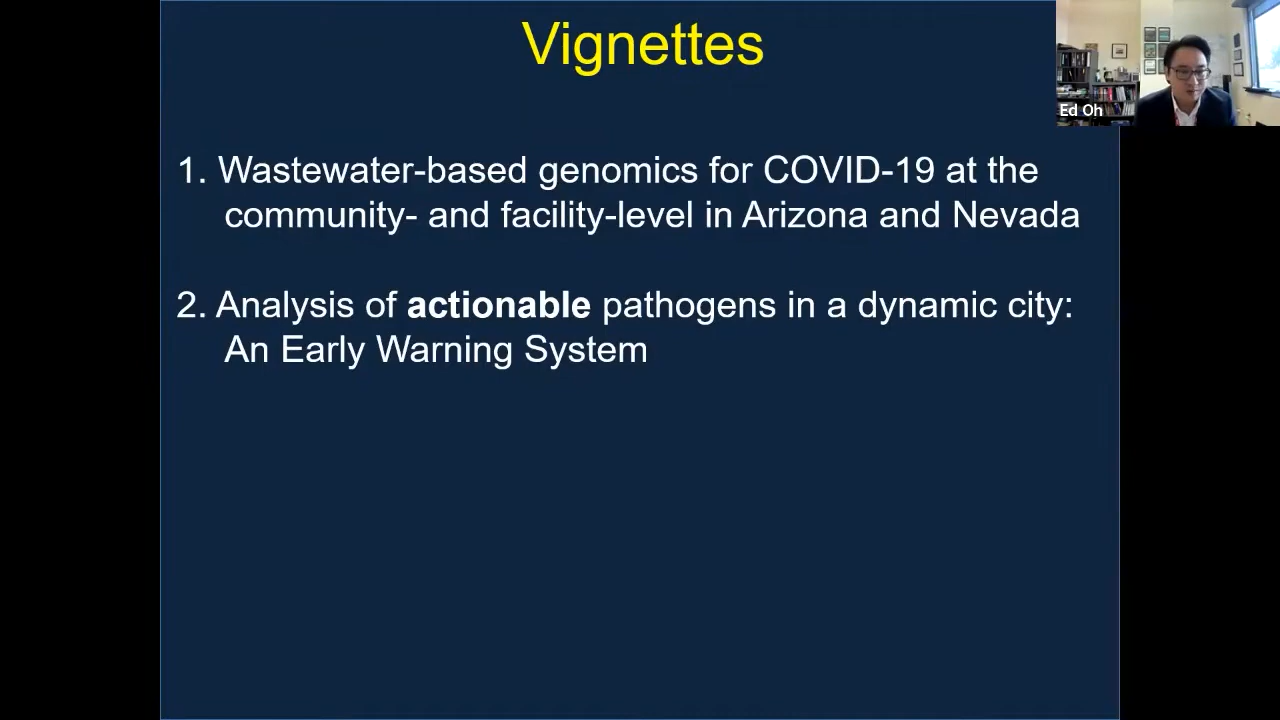 Vignettes
Ed Oh
1. Wastewater-based genomics for COVID-19 at the
community- and facility-level in Arizona and Nevada
2. Analysis of actionable pathogens in a dynamic city:
An Early Warning System